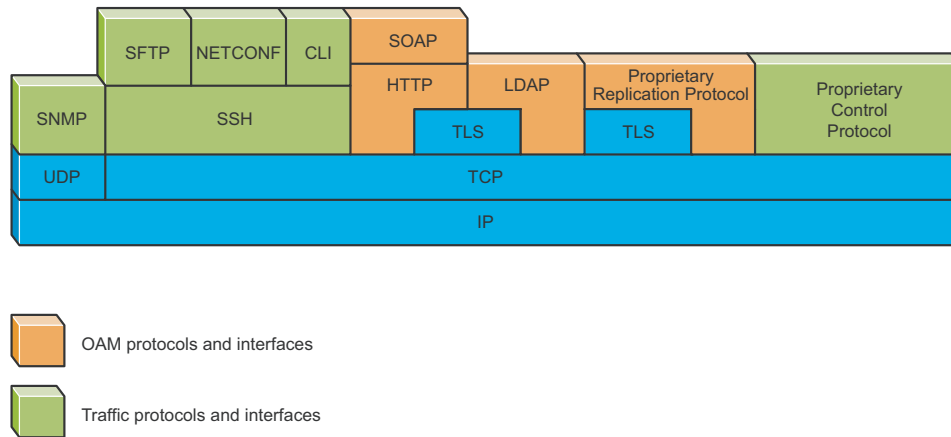 SFTP NETCONF CLI SOAP
HTTP LDAP Proprietary
Replication Protocol
Proprietary
Control
Protocol
SNMP SSH TLS TLS
UDP TCP
IP
OAM protocols and interfaces
Traffic protocols and interfaces